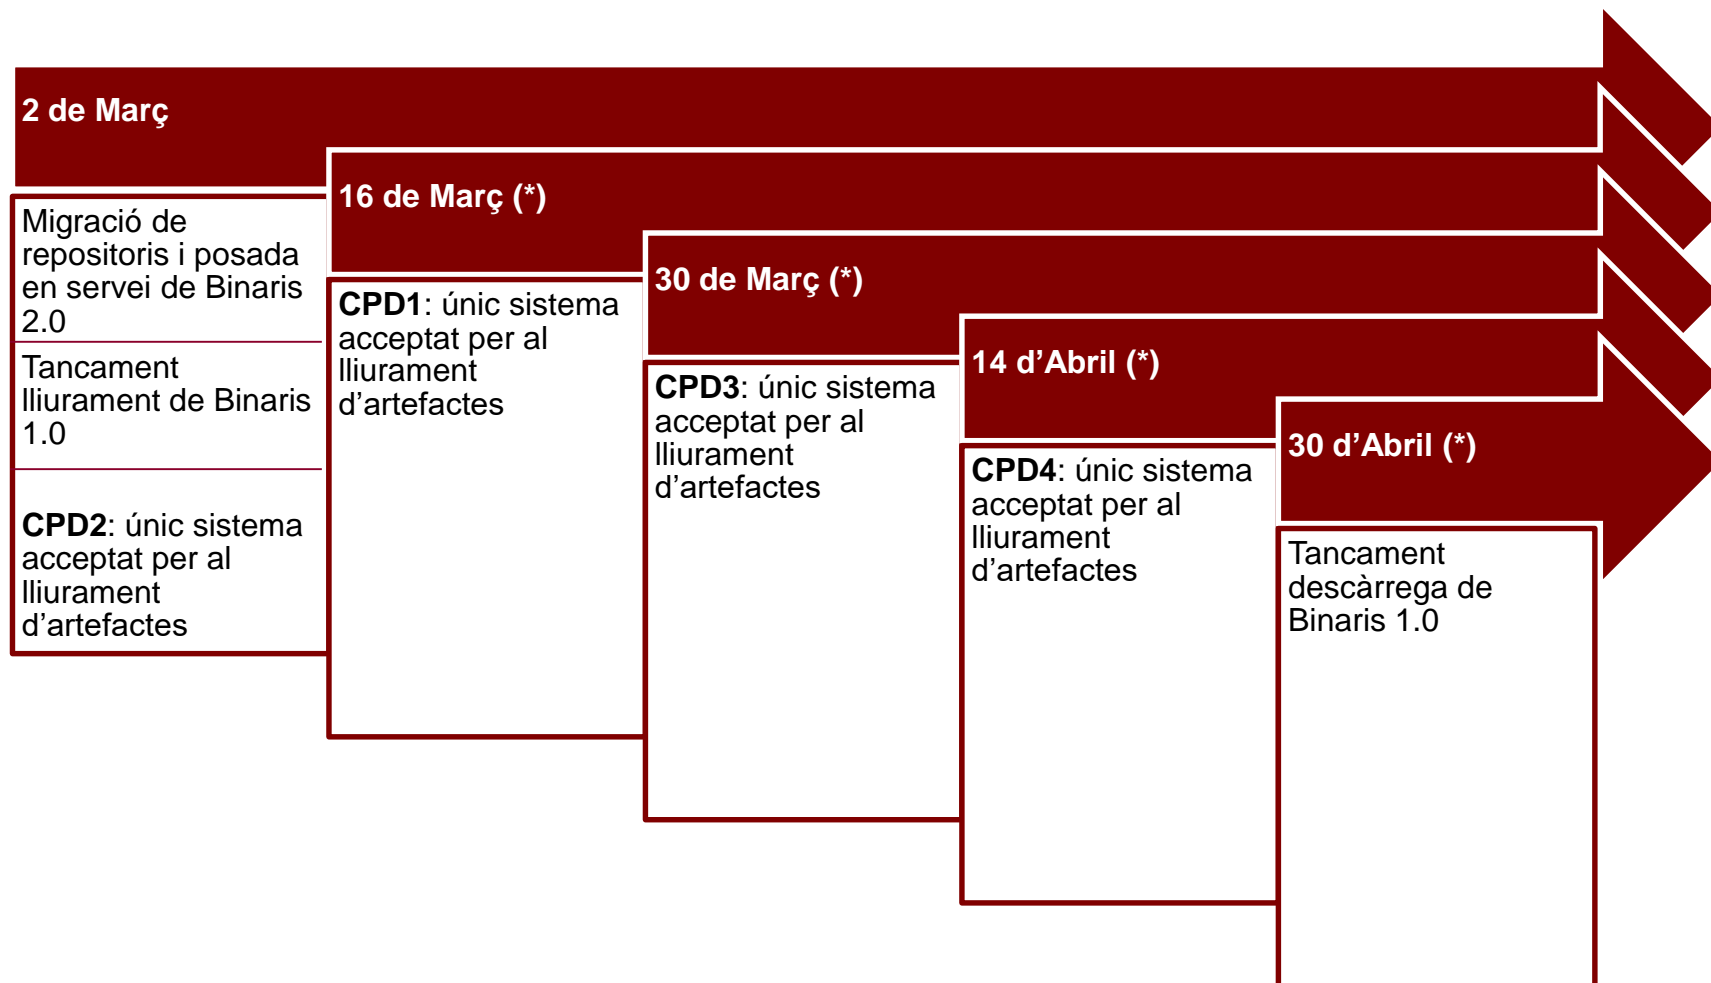 2 de Març
Migració de
repositoris i posada
en servei de Binaris
2.0
Tancament
lliurament de Binaris
1.0
CPD2: únic sistema
acceptat per al
lliurament
d’artefactes
16 de Març (*)
CPD1: únic sistema
acceptat per al
lliurament
d’artefactes
30 de Març (*)
CPD3: únic sistema
acceptat per al
lliurament
d’artefactes
14 d’Abril (*)
CPD4: únic sistema
acceptat per al
lliurament
d’artefactes
30 d’Abril (*)
Tancament
descàrrega de
Binaris 1.0